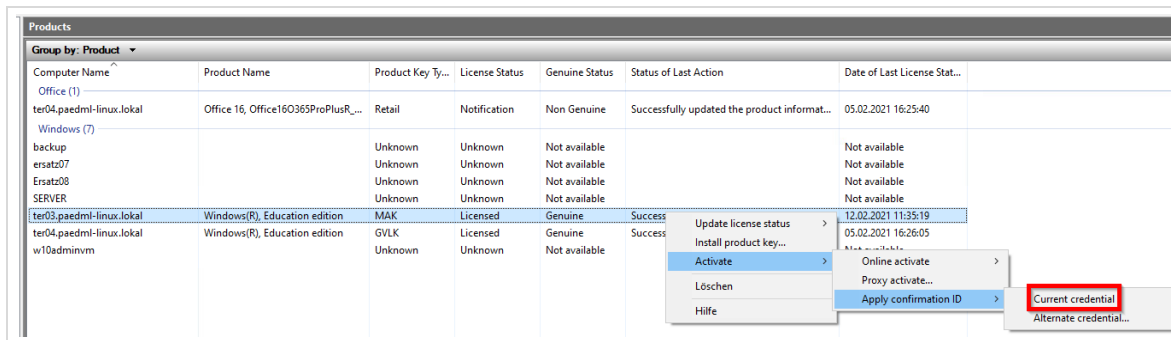 Products
Group by: Product
Computer Name Product Name Product Key Ty... License Status Genuine Status Status of Last Action Date of Last License Stat...
Office (1)
ter04.paedml-linux.lokal Office 16, Office16O365ProPlusR_... Retail Notification Non Genuine Successfully updated the product informat... 05.02.2021 16:25:40
Windows (7)
backup Unknown Unknown Not available Not available
ersatz07 Unknown Unknown Not available Not available
Ersatz08 Unknown Unknown Not available Not available
SERVER Unknown Unknown Not available Not available
ter03.paedml-linux.lokal Windows(R), Education edition MAK Licensed Genuine Success 12.02.2021 11:35:19
ter04.paedml-linux.lokal Windows(R), Education edition GVLK Licensed Genuine Success 05.02.2021 16:26:05
w10adminvm Unknown Unknown Not available
Update license status
Install product key...
Activate
Löschen
Hilfe
Online activate
Proxy activate...
Apply confirmation ID
Current credential
Alternate credential...